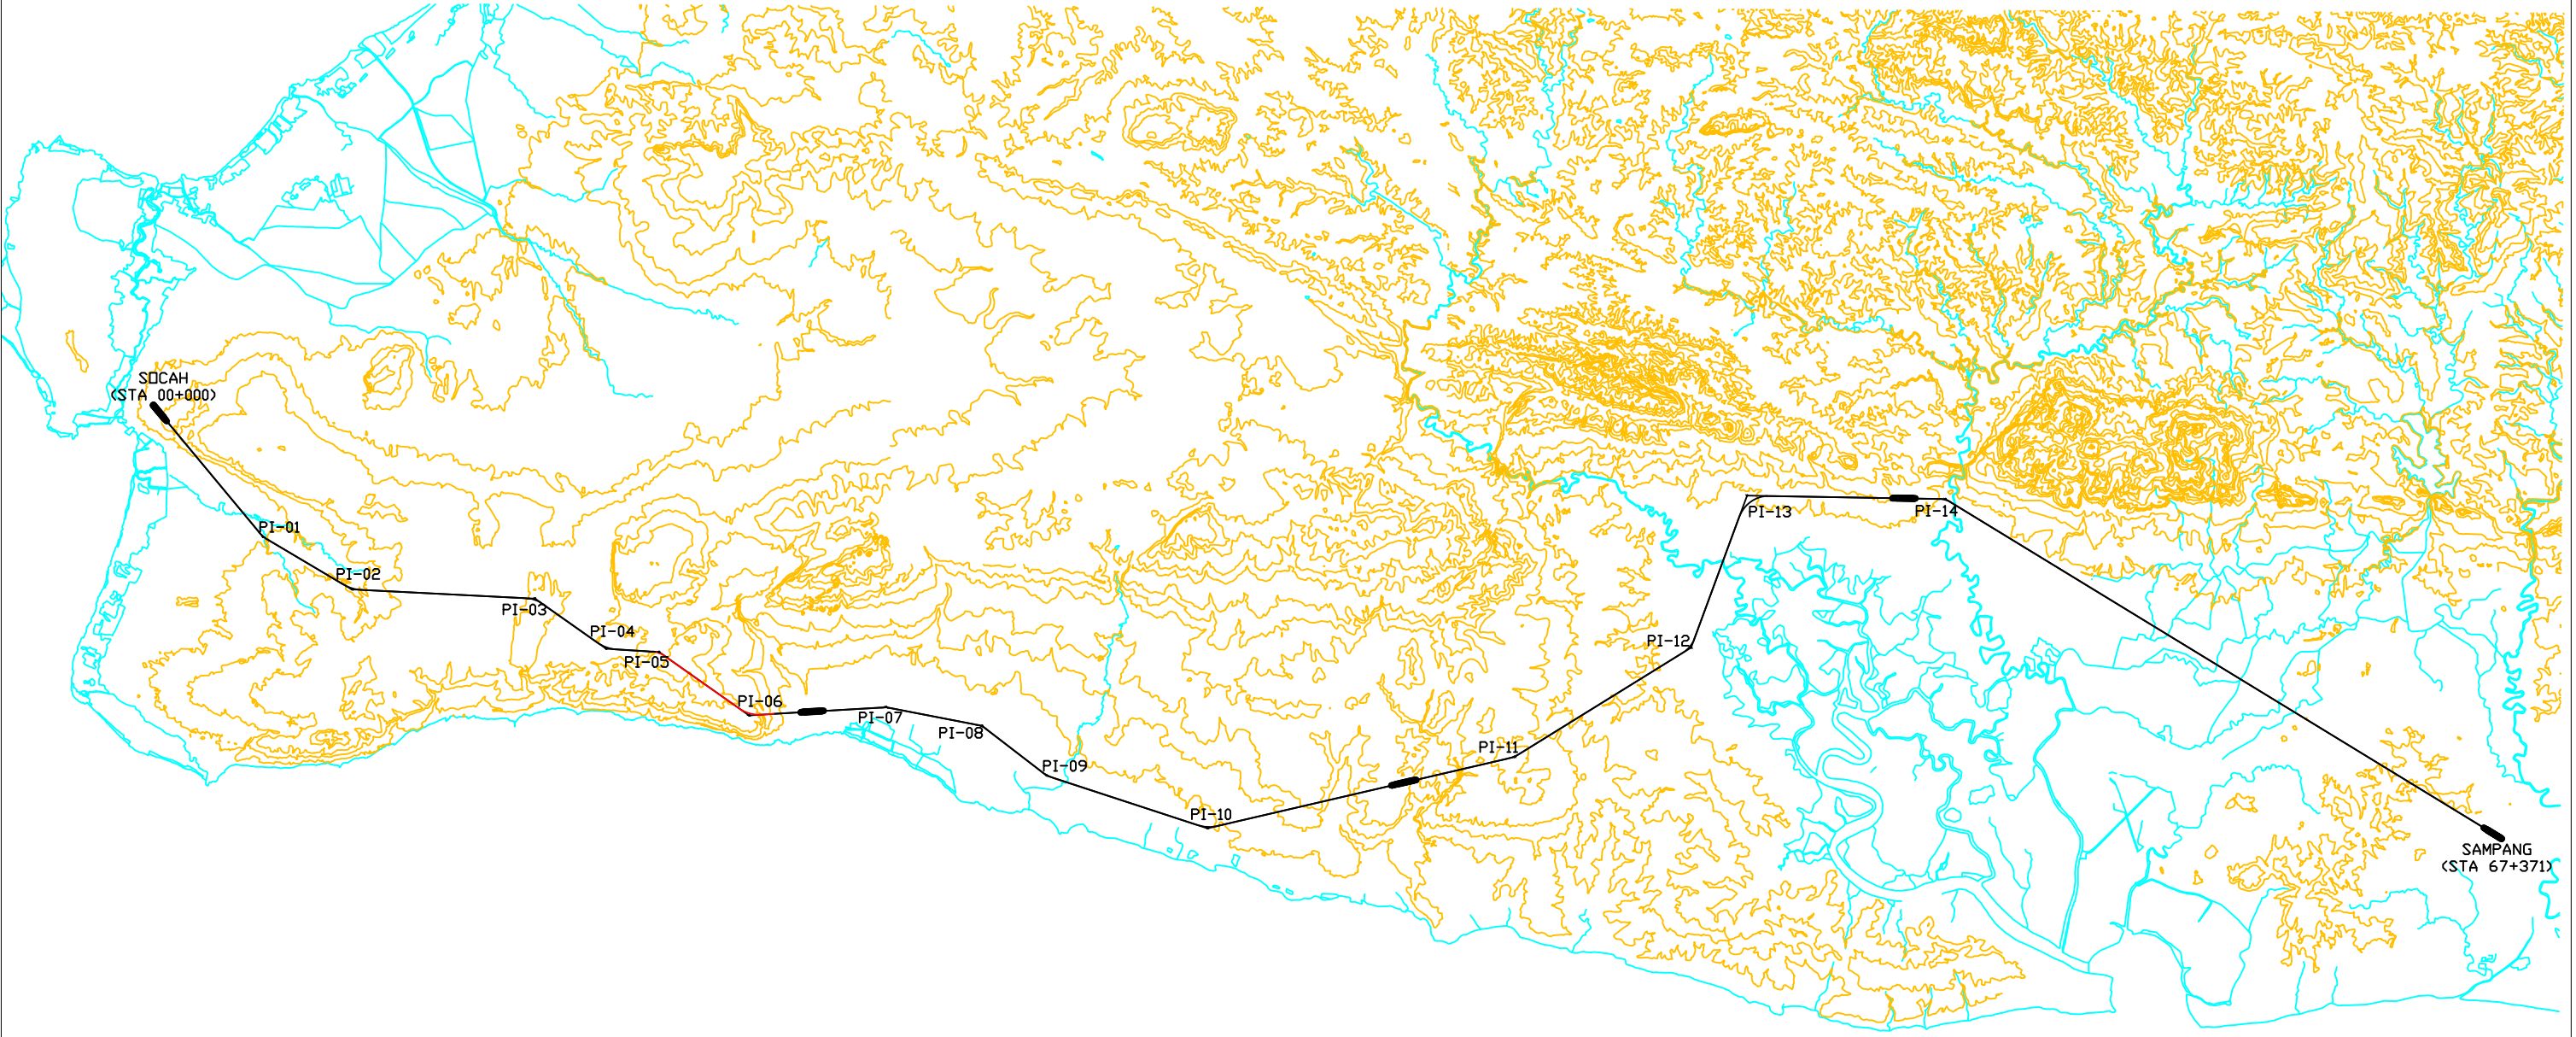 SOCAH
(STA 00+000)
PI-01
PI-02
PI-03
PI-04
PI-05
PI-06
PI-07
PI-08
PI-09
PI-10
PI-11
PI-12
PI-13
PI-14
SAMPANG
(STA 67+371)